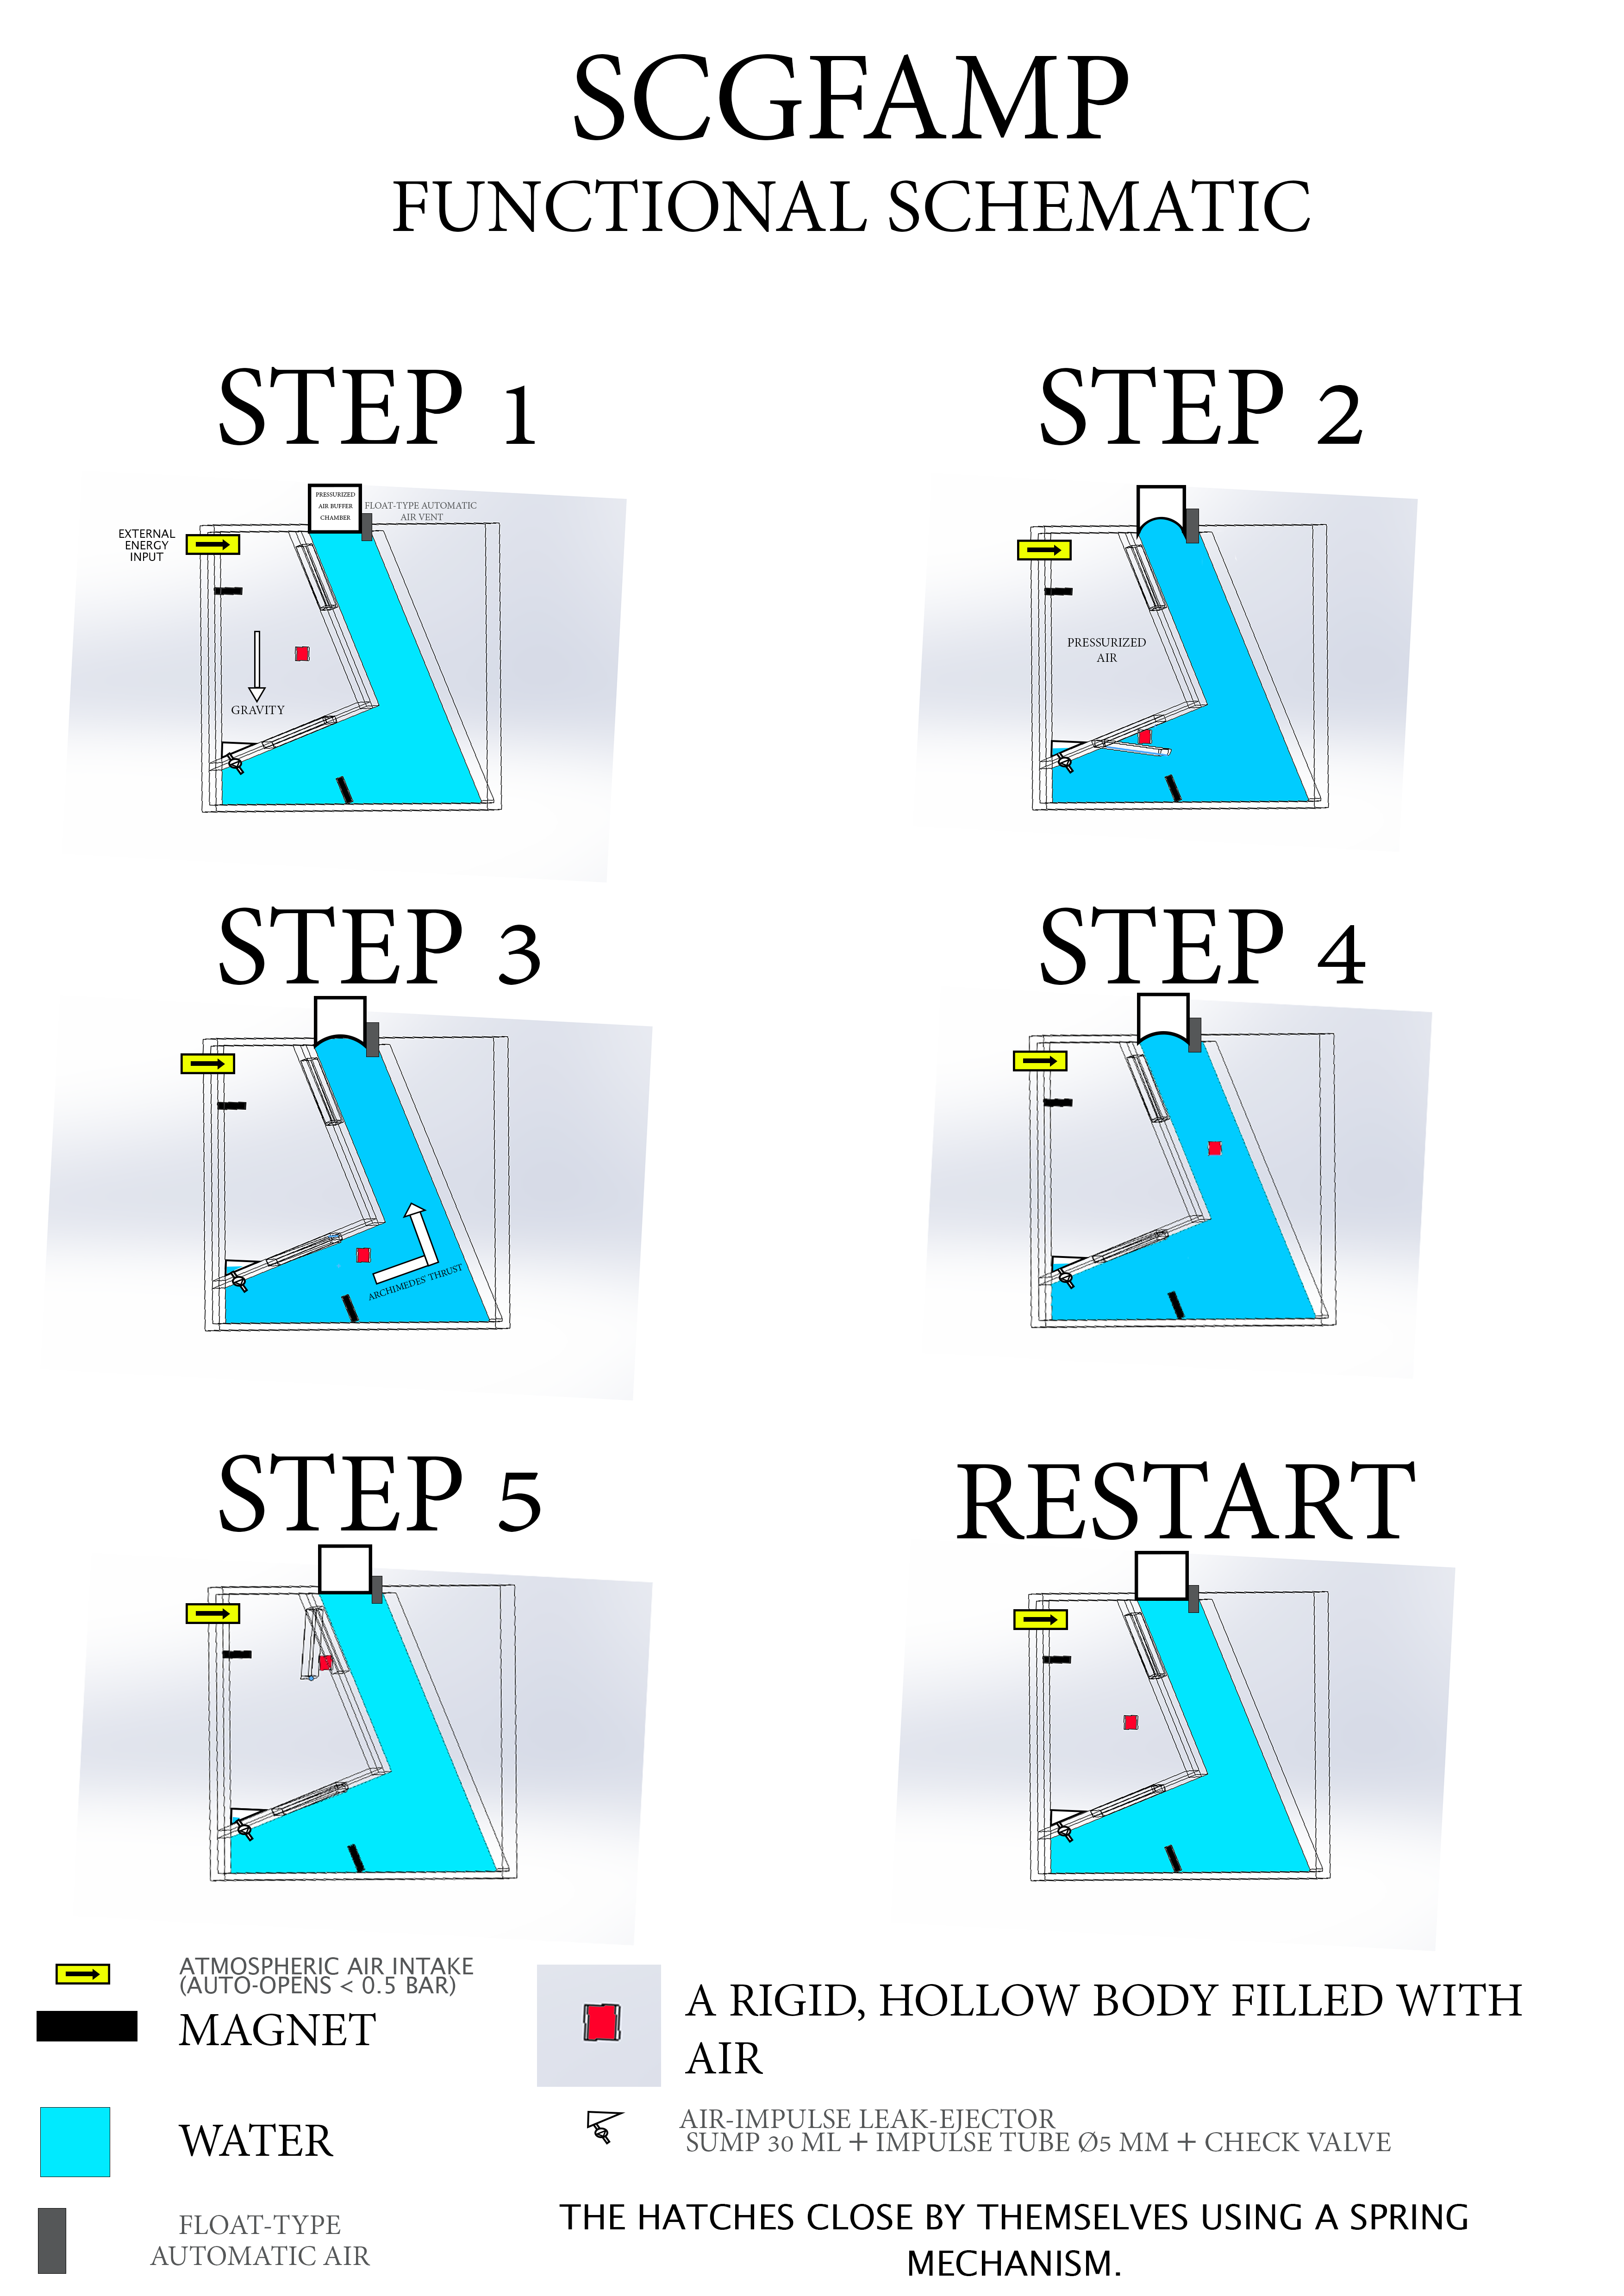 SCGFAMP
FUNCTIONAL SCHEMATIC
STEP 1
PRESSURIZED
AIR BUFFER
CHAMBER
FLOAT-TYPE AUTOMATIC
AIR VENT
EXTERNAL
ENERGY
INPUT
GRAVITY
STEP 2
PRESSURIZED
AIR
STEP 3
ARCHIMEDES' THRUST
STEP 4
STEP 5
RESTART
ATMOSPHERIC AIR INTAKE
(AUTO-OPENS < 0.5 BAR)
MAGNET
WATER
FLOAT-TYPE
AUTOMATIC AIR
A RIGID, HOLLOW BODY FILLED WITH
AIR
AIR-IMPULSE LEAK-EJECTOR
SUMP 30 ML + IMPULSE TUBE Ø5 MM + CHECK VALVE
THE HATCHES CLOSE BY THEMSELVES USING A SPRING
MECHANISM.